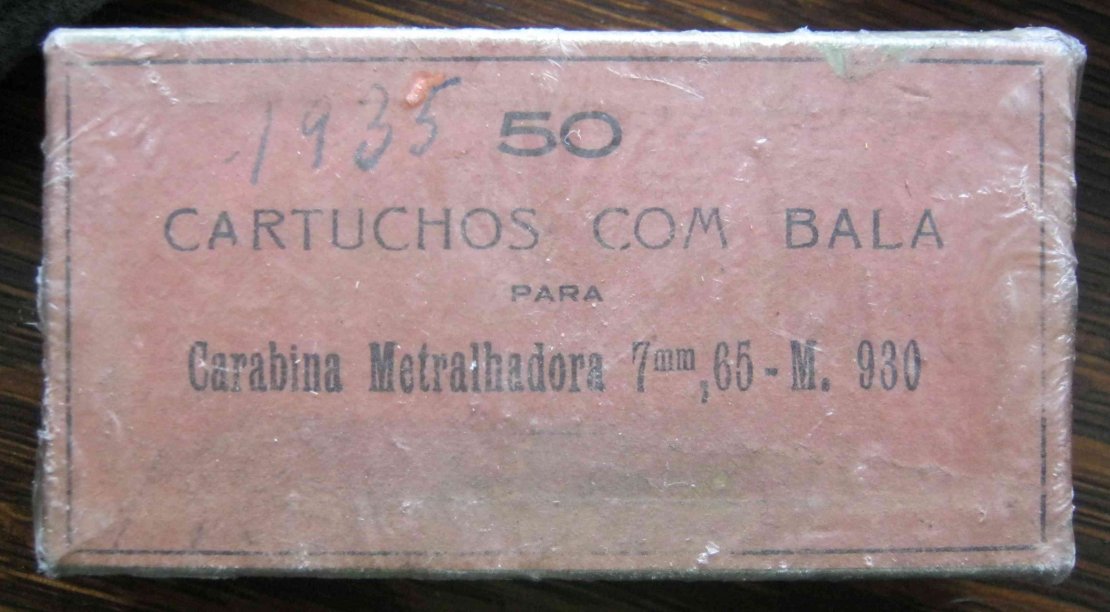 1935
50
CARTUCHOS COM BALA
PARA
Carabina Metralhadora 7mm,65 - M. 930